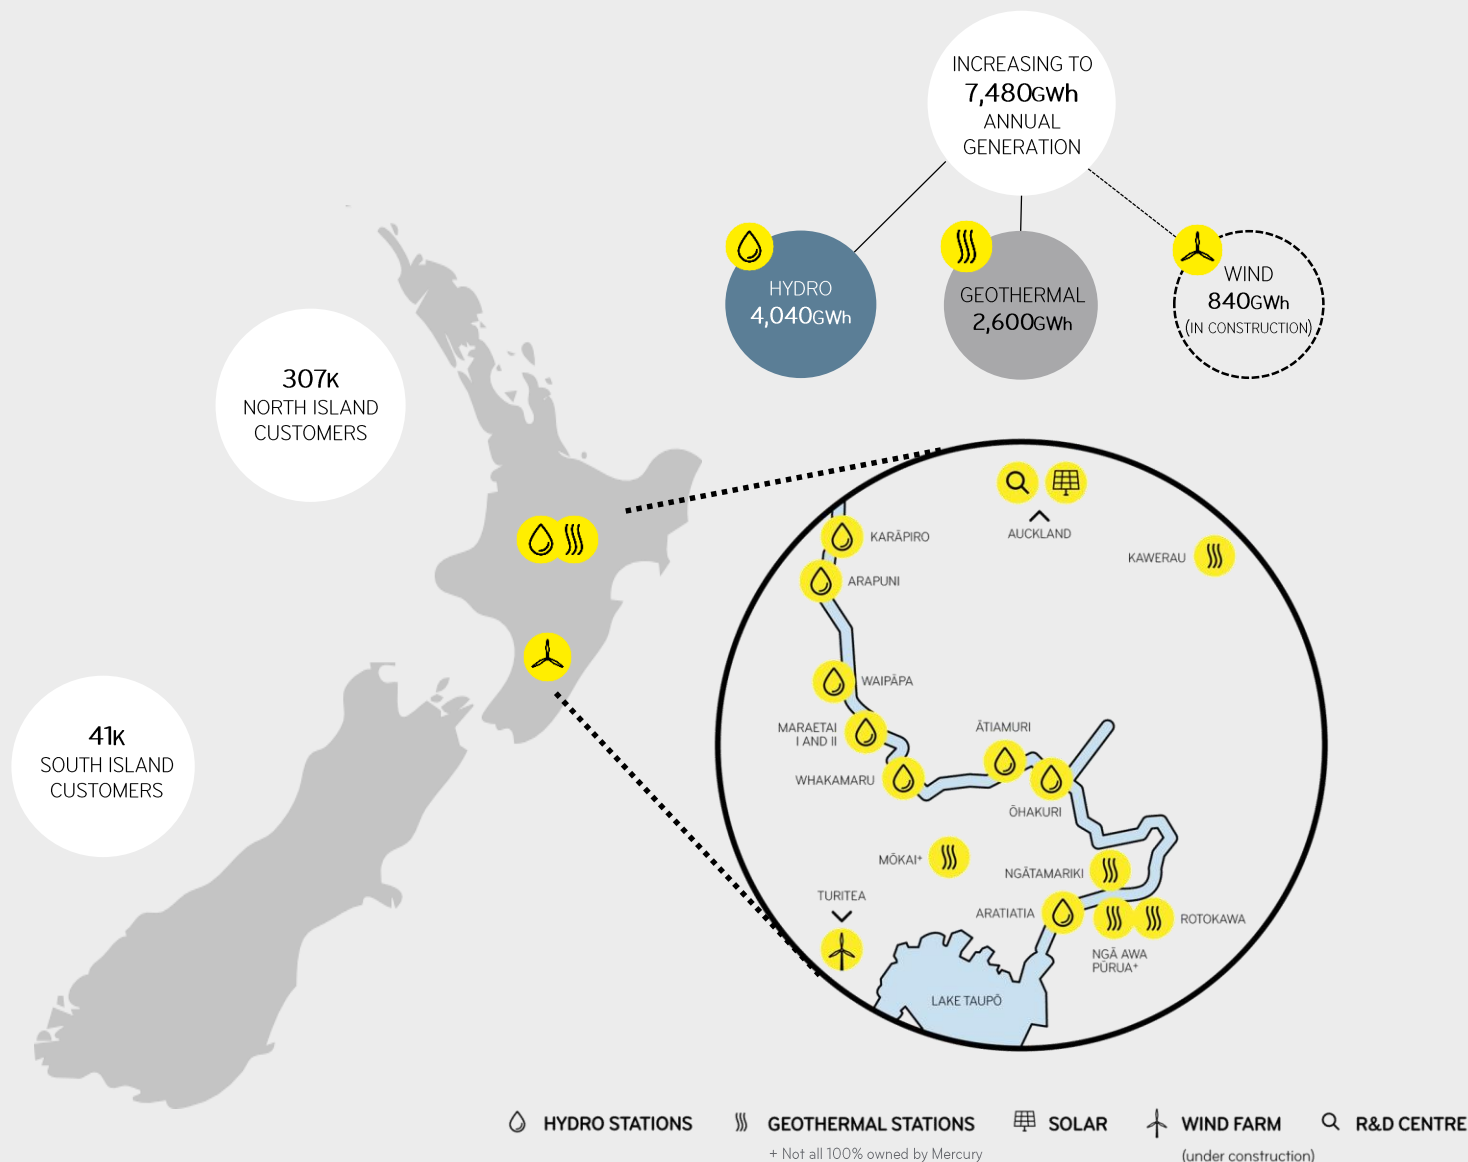 INCREASING TO
7,480GWh
ANNUAL
GENERATION
HYDRO
4,040GWh
GEOTHERMAL
2,600GWh
WIND
840GWh
(IN CONSTRUCTION)
307K
NORTH ISLAND
CUSTOMERS
41K
SOUTH ISLAND
CUSTOMERS
AUCKLAND
KARĀPIRO
KAWERAU
ARAPUNI
WAIPĀPA
MARAETAI
I AND II
ĀTIAMURI
WHAKAMARU
ŌHAKURI
MŌKAI+
NGĀTAMARIKI
TURITEA
ARATIATIA
ROTOKAWA
NGĀ AWA
PŪRUA+
LAKE TAUPŌ
HYDRO STATIONS
GEOTHERMAL STATIONS
+ Not all 100% owned by Mercury
SOLAR
WIND FARM
(under construction)
R&D CENTRE